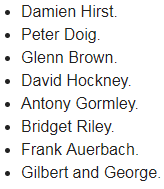 • Damien Hirst.
• Peter Doig.
• Glenn Brown.
• David Hockney.
• Antony Gormley.
• Bridget Riley.
• Frank Auerbach.
• Gilbert and George.